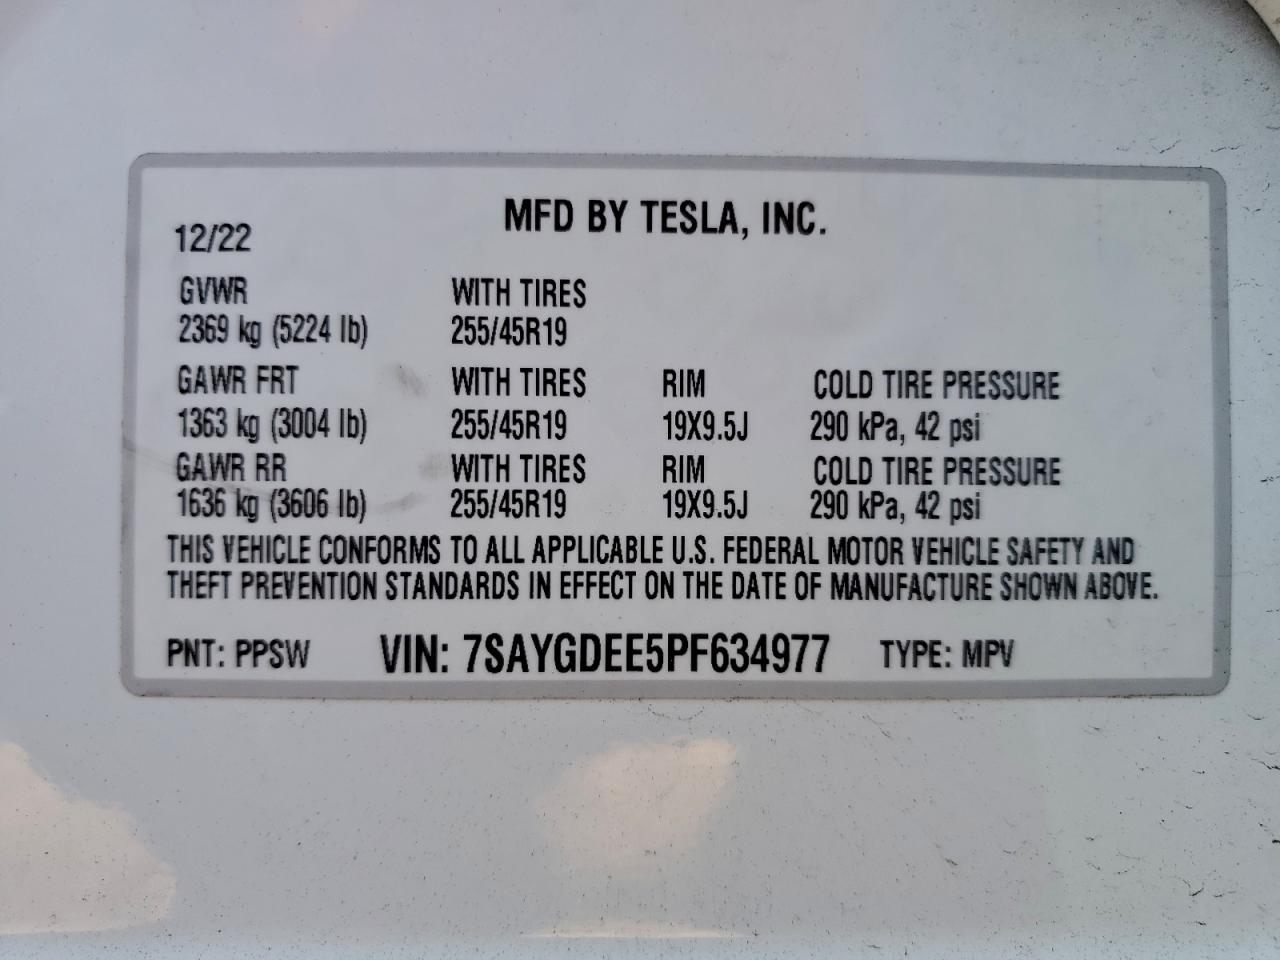 MFD BY TESLA, INC.
12/22
GVWR WITH TIRES
2369 kg (5224 lb) 255/45R19
GAWR FRT WITH TIRES RIM COLD TIRE PRESSURE
1363 kg (3004 lb) 255/45R19 19X9.5J 290 kPa, 42 psi
GAWR RR WITH TIRES RIM COLD TIRE PRESSURE
1636 kg (3606 lb) 255/45R19 19X9.5J 290 kPa, 42 psi
THIS VEHICLE CONFORMS TO ALL APPLICABLE U.S. FEDERAL MOTOR VEHICLE SAFETY AND
THEFT PREVENTION STANDARDS IN EFFECT ON THE DATE OF MANUFACTURE SHOWN ABOVE.
PNT: PPSW VIN: 7SAYGDEE5PF634977 TYPE: MPV